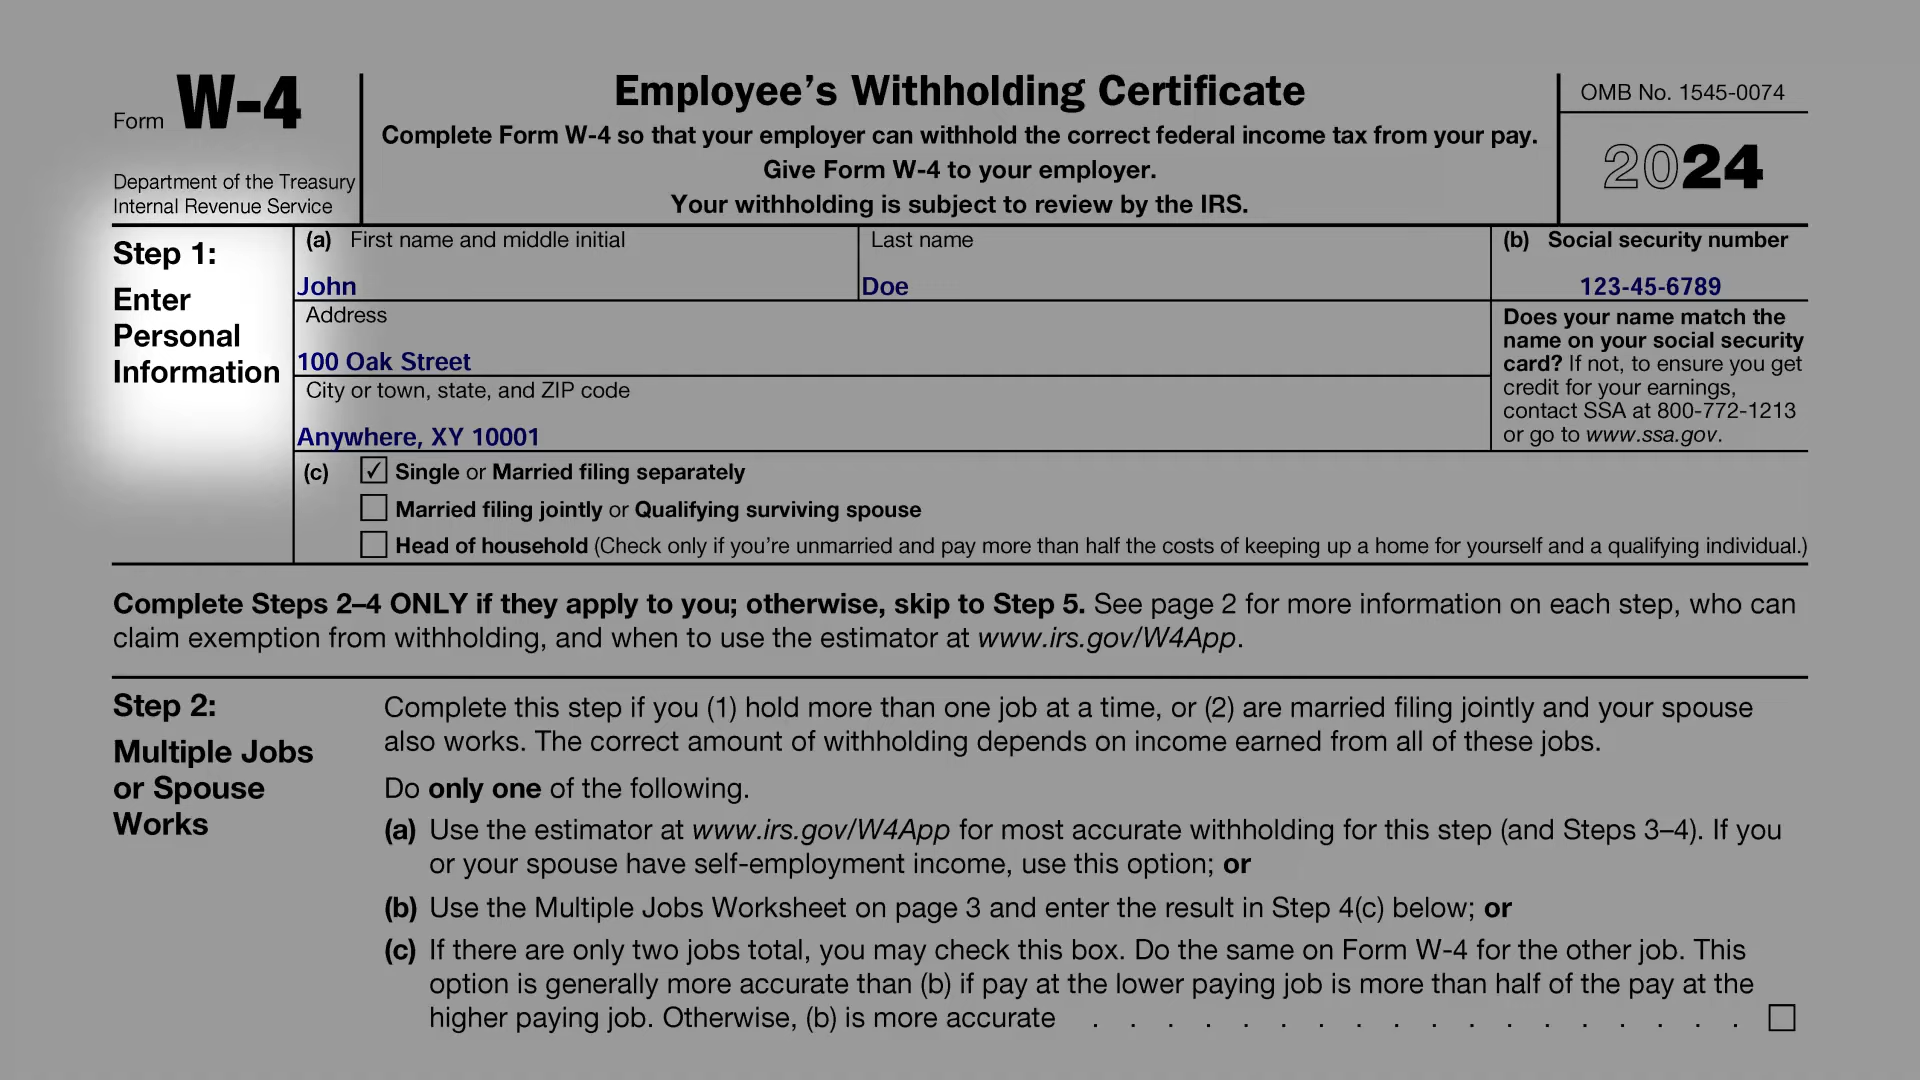 Form W-4
Department of the Treasury
Internal Revenue Service
Employee's Withholding Certificate
Complete Form W-4 so that your employer can withhold the correct federal income tax from your pay.
Give Form W-4 to your employer.
Your withholding is subject to review by the IRS.
OMB No. 1545-0074
2024
Step 1:
Enter
Personal
Information
(a) First name and middle initial
John
Last name
Doe
(b) Social security number
123-45-6789
Address
100 Oak Street
City or town, state, and ZIP code
Anywhere, XY 10001
Does your name match the
name on your social security
card? If not, to ensure you get
credit for your earnings,
contact SSA at 800-772-1213
or go to www.ssa.gov.
(c) ✓ Single or Married filing separately
Married filing jointly or Qualifying surviving spouse
Head of household (Check only if you're unmarried and pay more than half the costs of keeping up a home for yourself and a qualifying individual.)
Complete Steps 2–4 ONLY if they apply to you; otherwise, skip to Step 5. See page 2 for more information on each step, who can
claim exemption from withholding, and when to use the estimator at www.irs.gov/W4App.
Step 2:
Multiple Jobs
or Spouse
Works
Complete this step if you (1) hold more than one job at a time, or (2) are married filing jointly and your spouse
also works. The correct amount of withholding depends on income earned from all of these jobs.
Do only one of the following.
(a) Use the estimator at www.irs.gov/W4App for most accurate withholding for this step (and Steps 3–4). If you
or your spouse have self-employment income, use this option; or
(b) Use the Multiple Jobs Worksheet on page 3 and enter the result in Step 4(c) below; or
(c) If there are only two jobs total, you may check this box. Do the same on Form W-4 for the other job. This
option is generally more accurate than (b) if pay at the lower paying job is more than half of the pay at the
higher paying job. Otherwise, (b) is more accurate . . . . . . . . . . . . . . . . . .